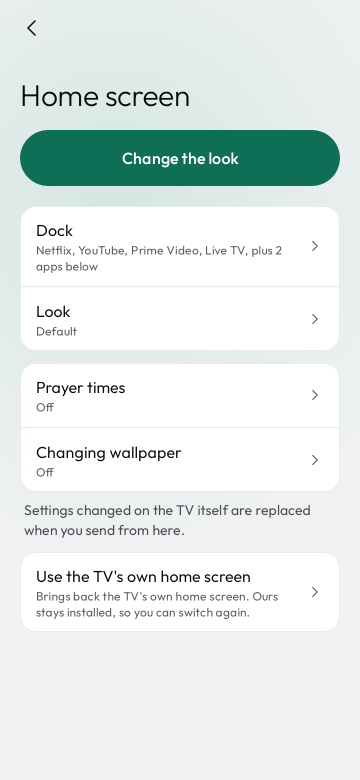 Home screen
Change the look
Dock
Netflix, YouTube, Prime Video, Live TV, plus 2
apps below
Look
Default
Prayer times
Off
Changing wallpaper
Off
Settings changed on the TV itself are replaced
when you send from here.
Use the TV's own home screen
Brings back the TV's own home screen. Ours
stays installed, so you can switch again.